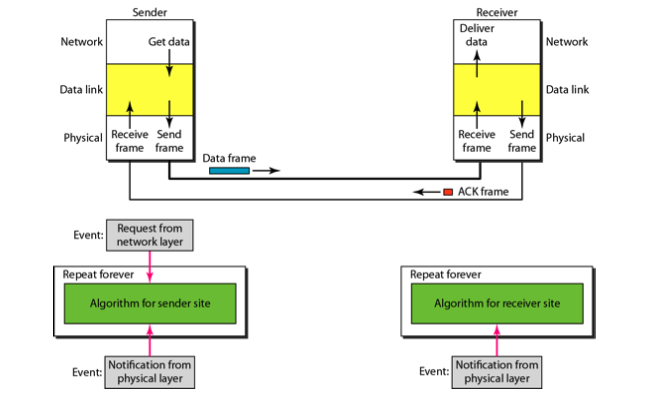 Sender
Receiver
Network
Get data
Deliver
data
Network
Data link
Data link
Physical
Receive
frame
Send
frame
Receive
frame
Send
frame
Physical
Data frame
ACK frame
Event:
Request from
network layer
Repeat forever
Algorithm for sender site
Event:
Notification from
physical layer
Repeat forever
Algorithm for receiver site
Event:
Notification from
physical layer